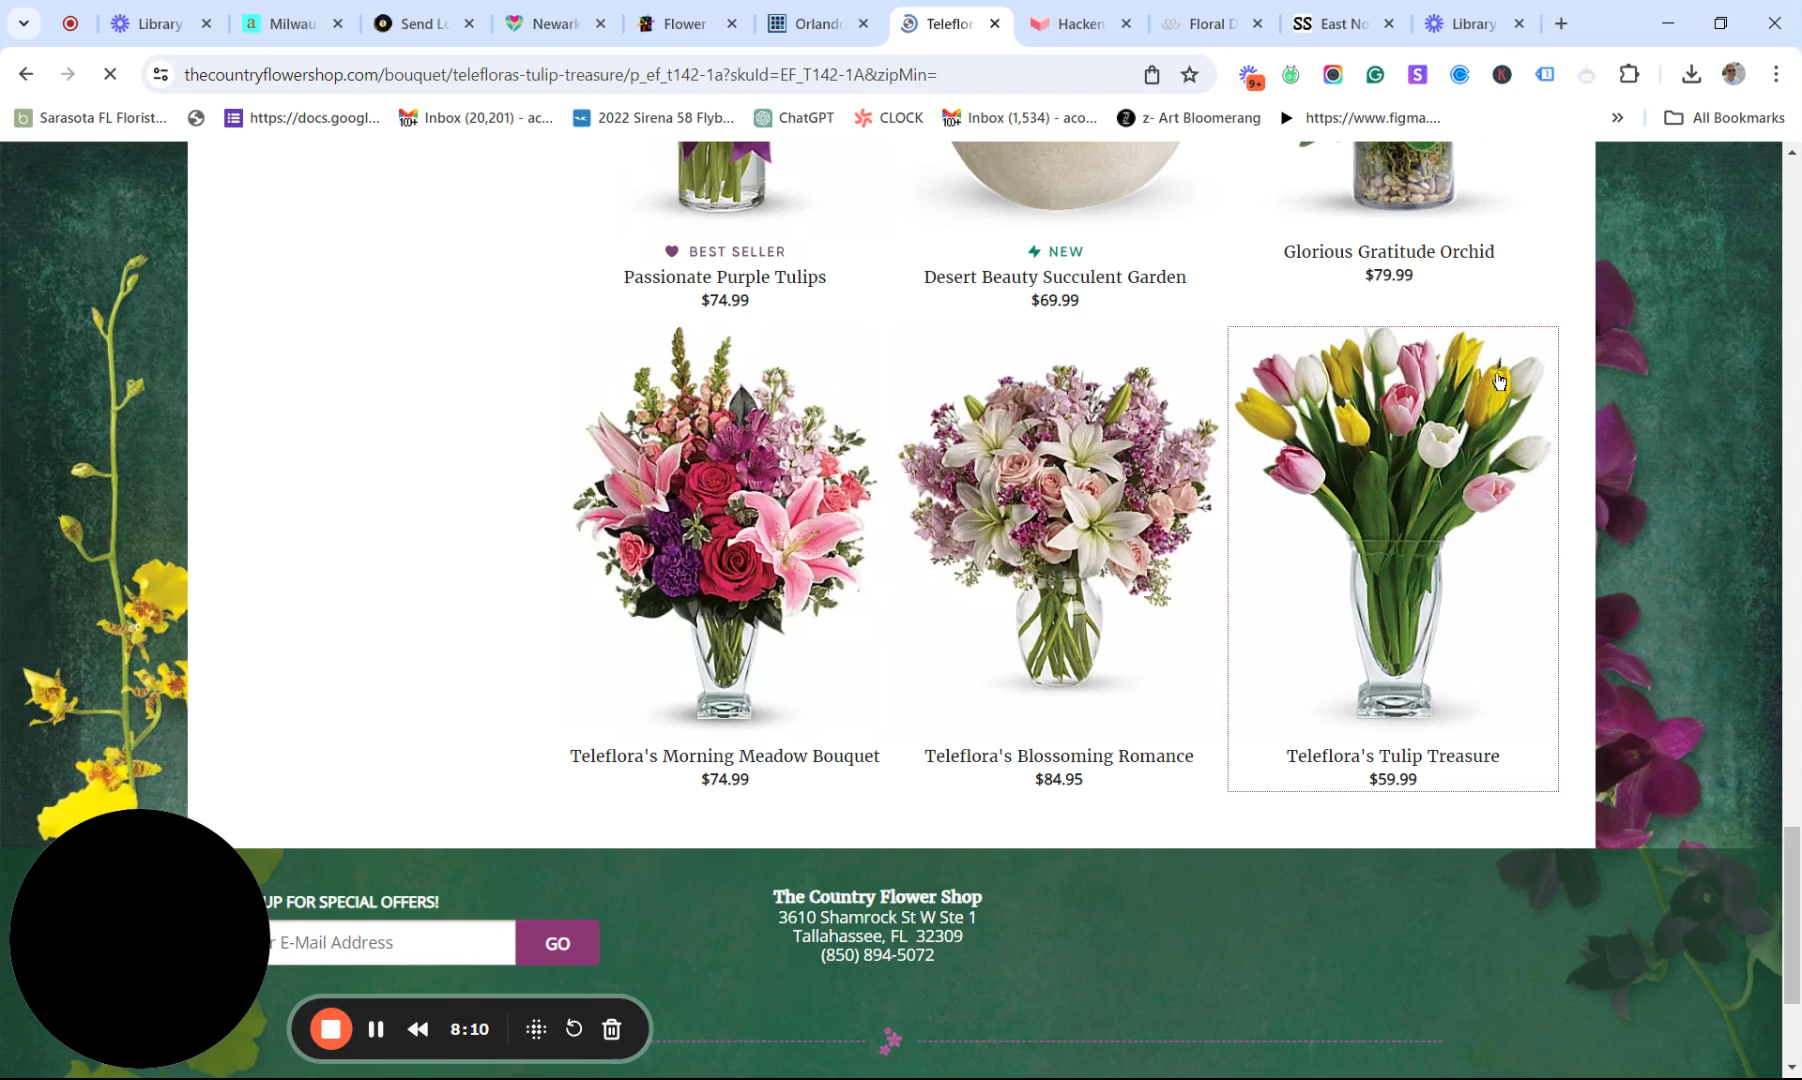 Library
Milwau
Send Lo
Newark
Flower
Orlando
Teleflor
Hacken
Floral D
East No
Library
thecountryflowershop.com/bouquet/telefloras-tulip-treasure/p_ef_t142-1a?skuId=EF_T142-1A&zipMin=
9+
Sarasota FL Florist...
https://docs.googl...
Inbox (20,201) - ac...
2022 Sirena 58 Flyb...
ChatGPT
CLOCK
Inbox (1,534) - aco...
z- Art Bloomerang
https://www.figma....
»
All Bookmarks
BEST SELLER
Passionate Purple Tulips
$74.99
NEW
Desert Beauty Succulent Garden
$69.99
Glorious Gratitude Orchid
$79.99
Teleflora's Morning Meadow Bouquet
$74.99
Teleflora's Blossoming Romance
$84.95
Teleflora's Tulip Treasure
$59.99
UP FOR SPECIAL OFFERS!
E-Mail Address
GO
The Country Flower Shop
3610 Shamrock St W Ste 1
Tallahassee, FL 32309
(850) 894-5072
8:10